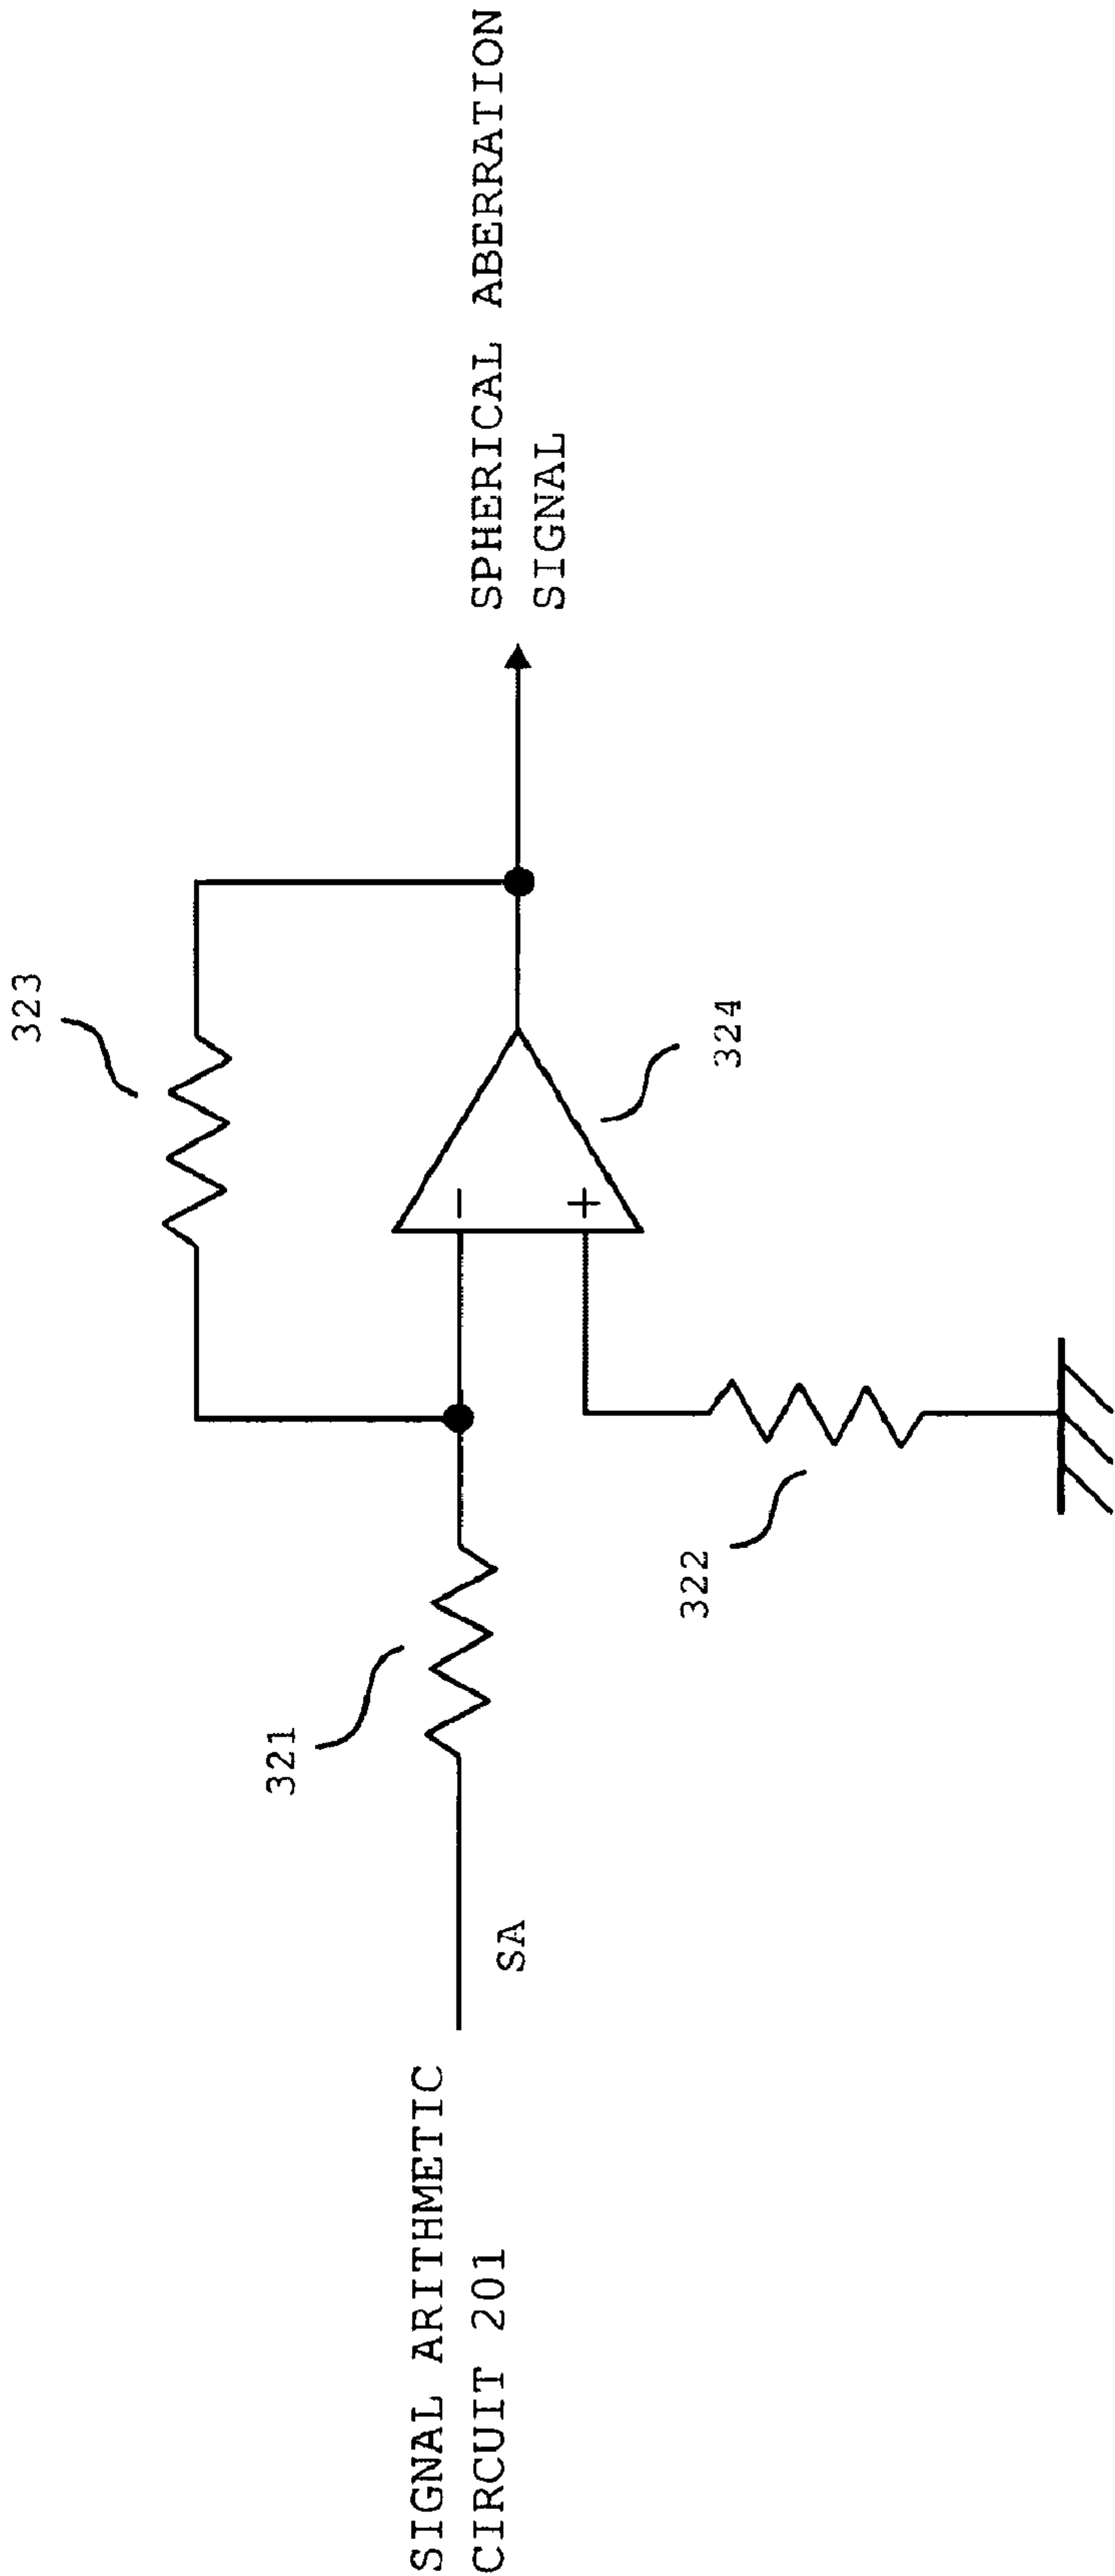 SIGNAL ARITHMETIC
CIRCUIT 201
SA
321
322
323
-
+
324
SPHERICAL ABERRATION
SIGNAL